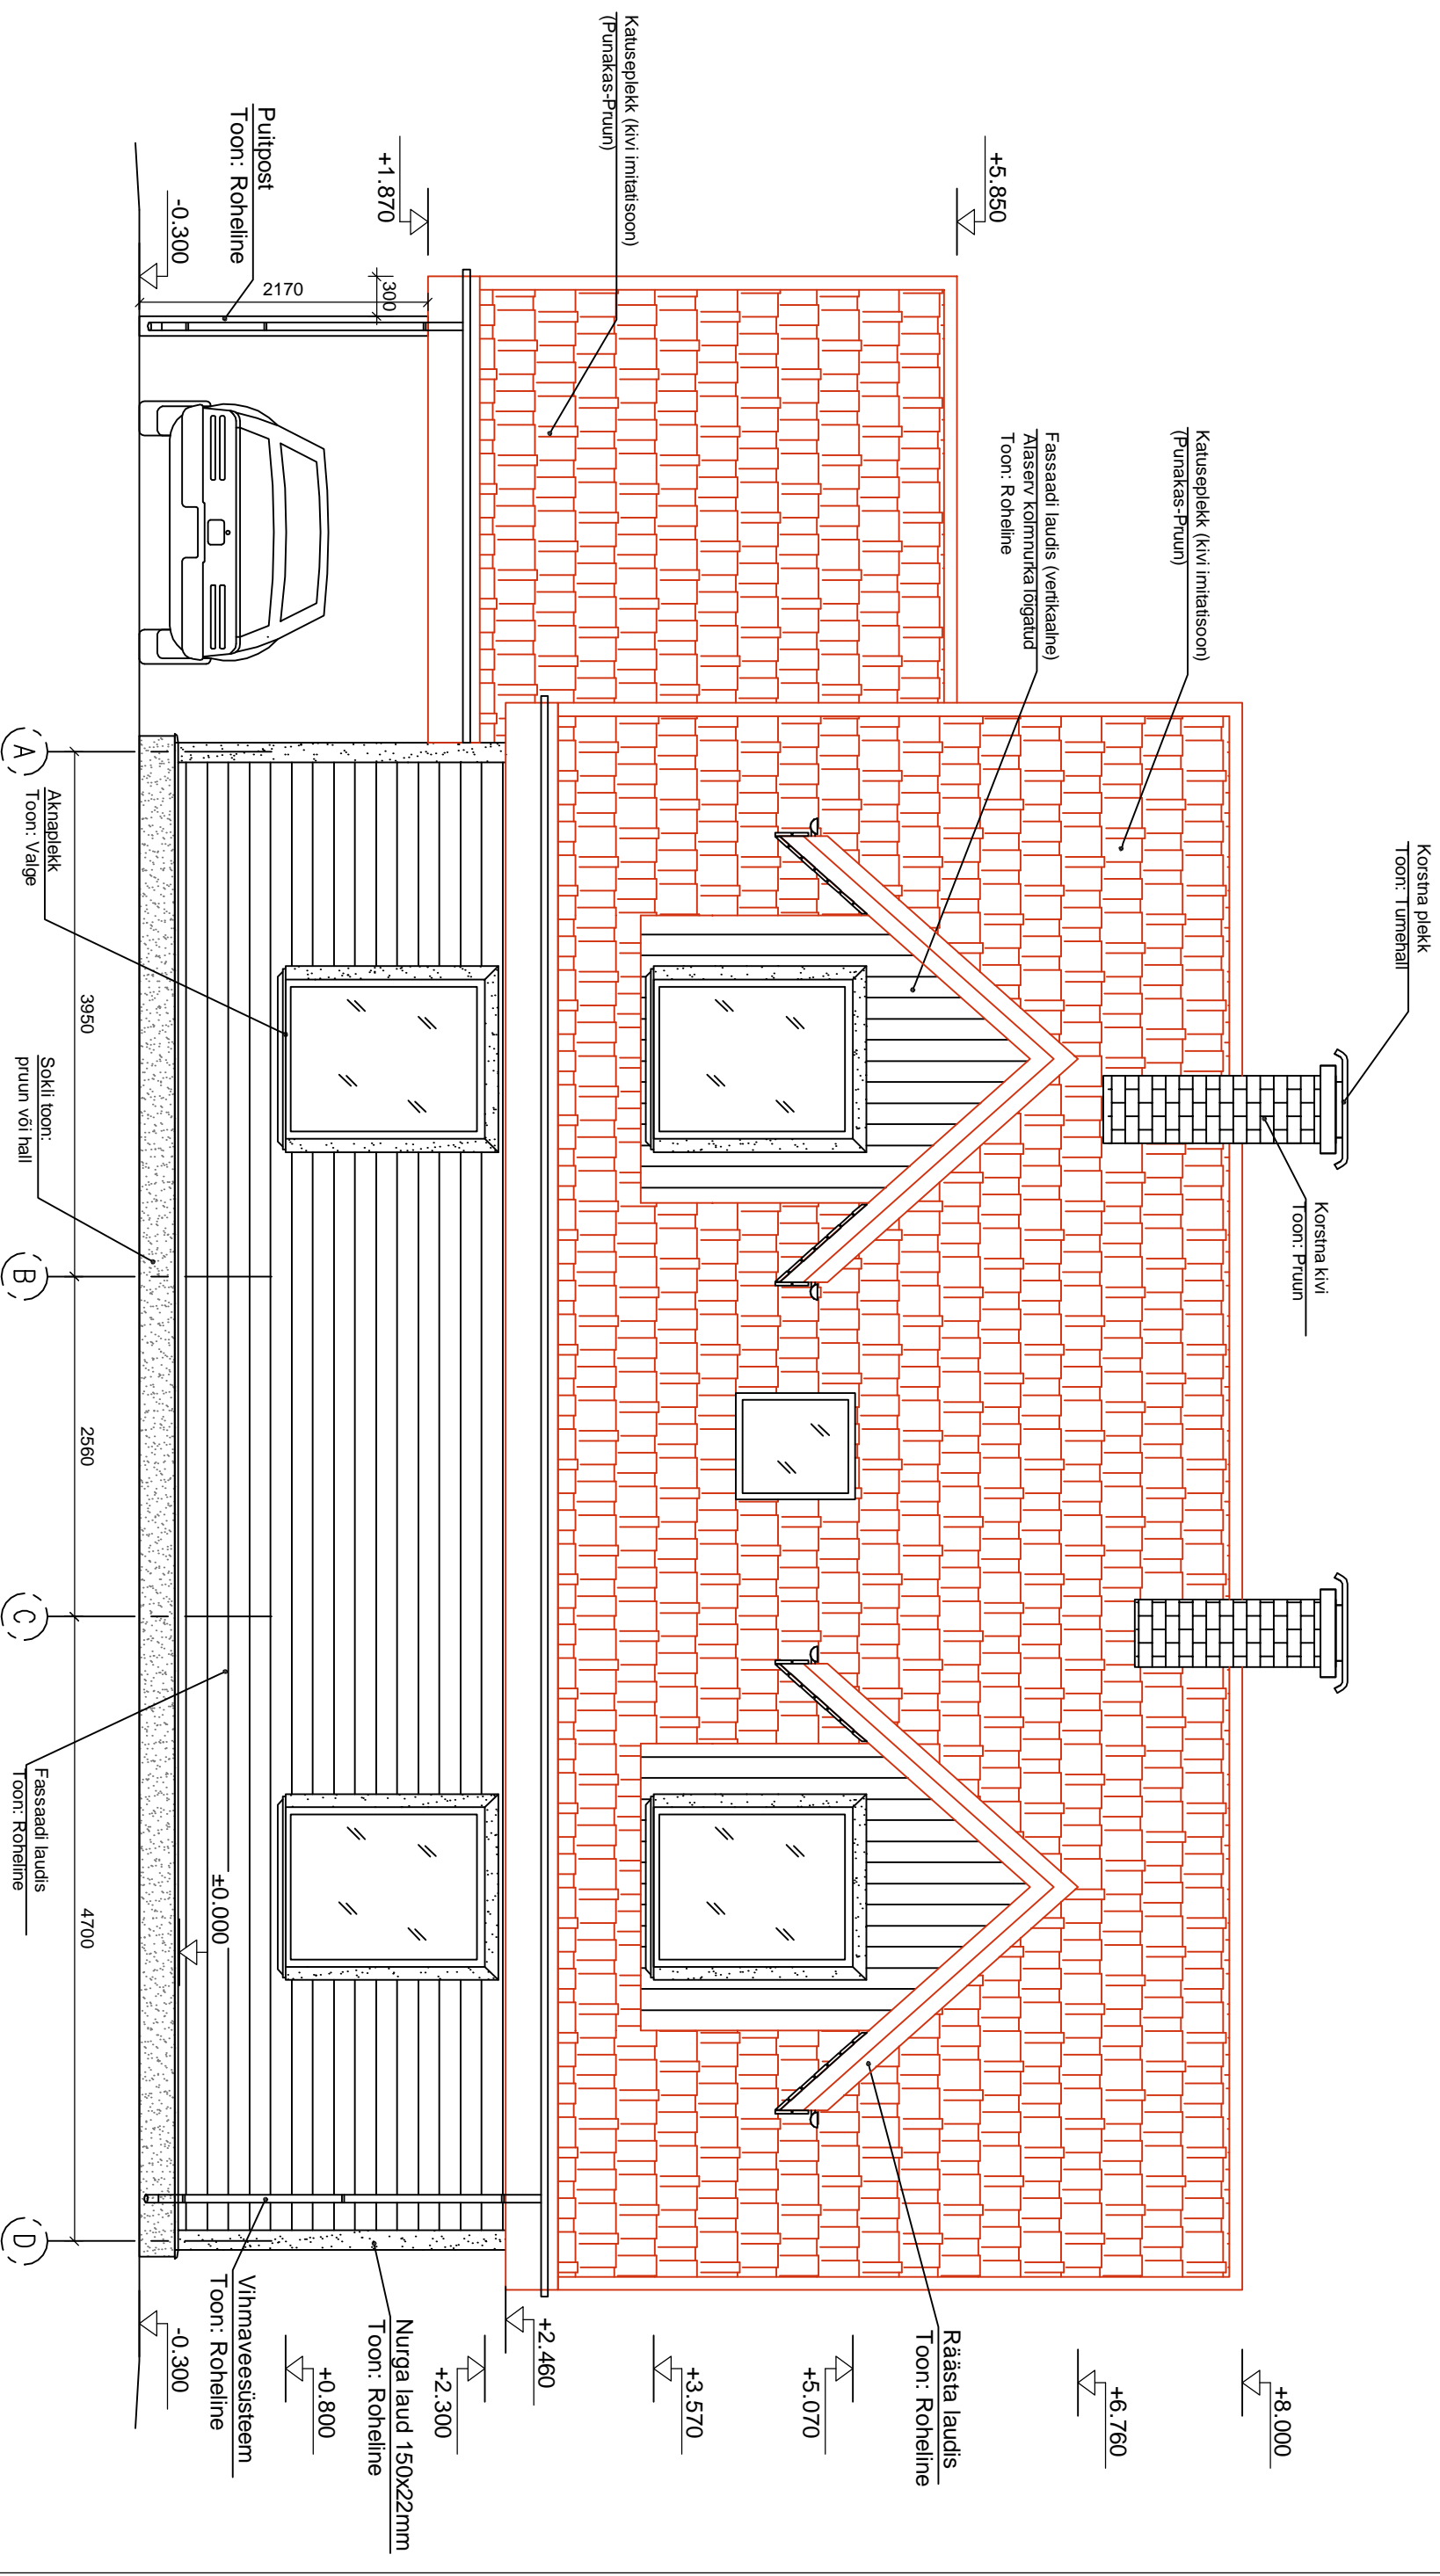 Korstna plekk
Toon: Tumehall
Korstna kivi
Toon: Pruun
Katuseplekk (kivi imitatisoon)
(Punakas-Pruun)
Fassaadi laudis (vertikaalne)
Alaserv kolmnurka lõigatud
Toon: Roheline
Katuseplekk (kivi imitatisoon)
(Punakas-Pruun)
+5.850
+1.870
Puitpost
Toon: Roheline
-0.300
2170
300
+8.000
+6.760
Räästa laudis
Toon: Roheline
+5.070
+3.570
+2.460
+2.300
Nurga laud 150x22mm
Toon: Roheline
+0.800
Vihmaveesüsteem
Toon: Roheline
-0.300
±0.000
3950
2560
4700
Aknaplekk
Toon: Valge
Sokli toon:
pruun või hall
Fassaadi laudis
Toon: Roheline
A
B
C
D